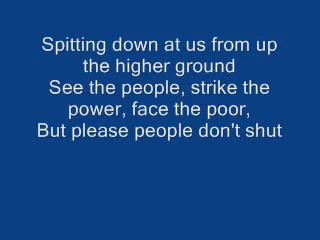 Spitting down at us from up
the higher ground
See the people, strike the
power, face the poor,
But please people don't shut